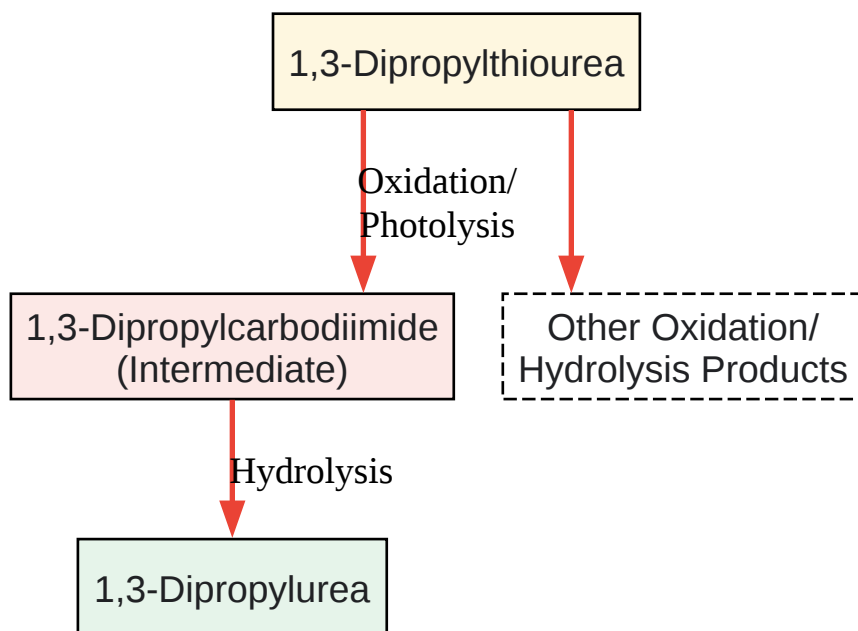 1,3-Dipropylthiourea
Oxidation/
Photolysis
1,3-Dipropylcarbodiimide
(Intermediate)
Other Oxidation/
Hydrolysis Products
Hydrolysis
1,3-Dipropylurea